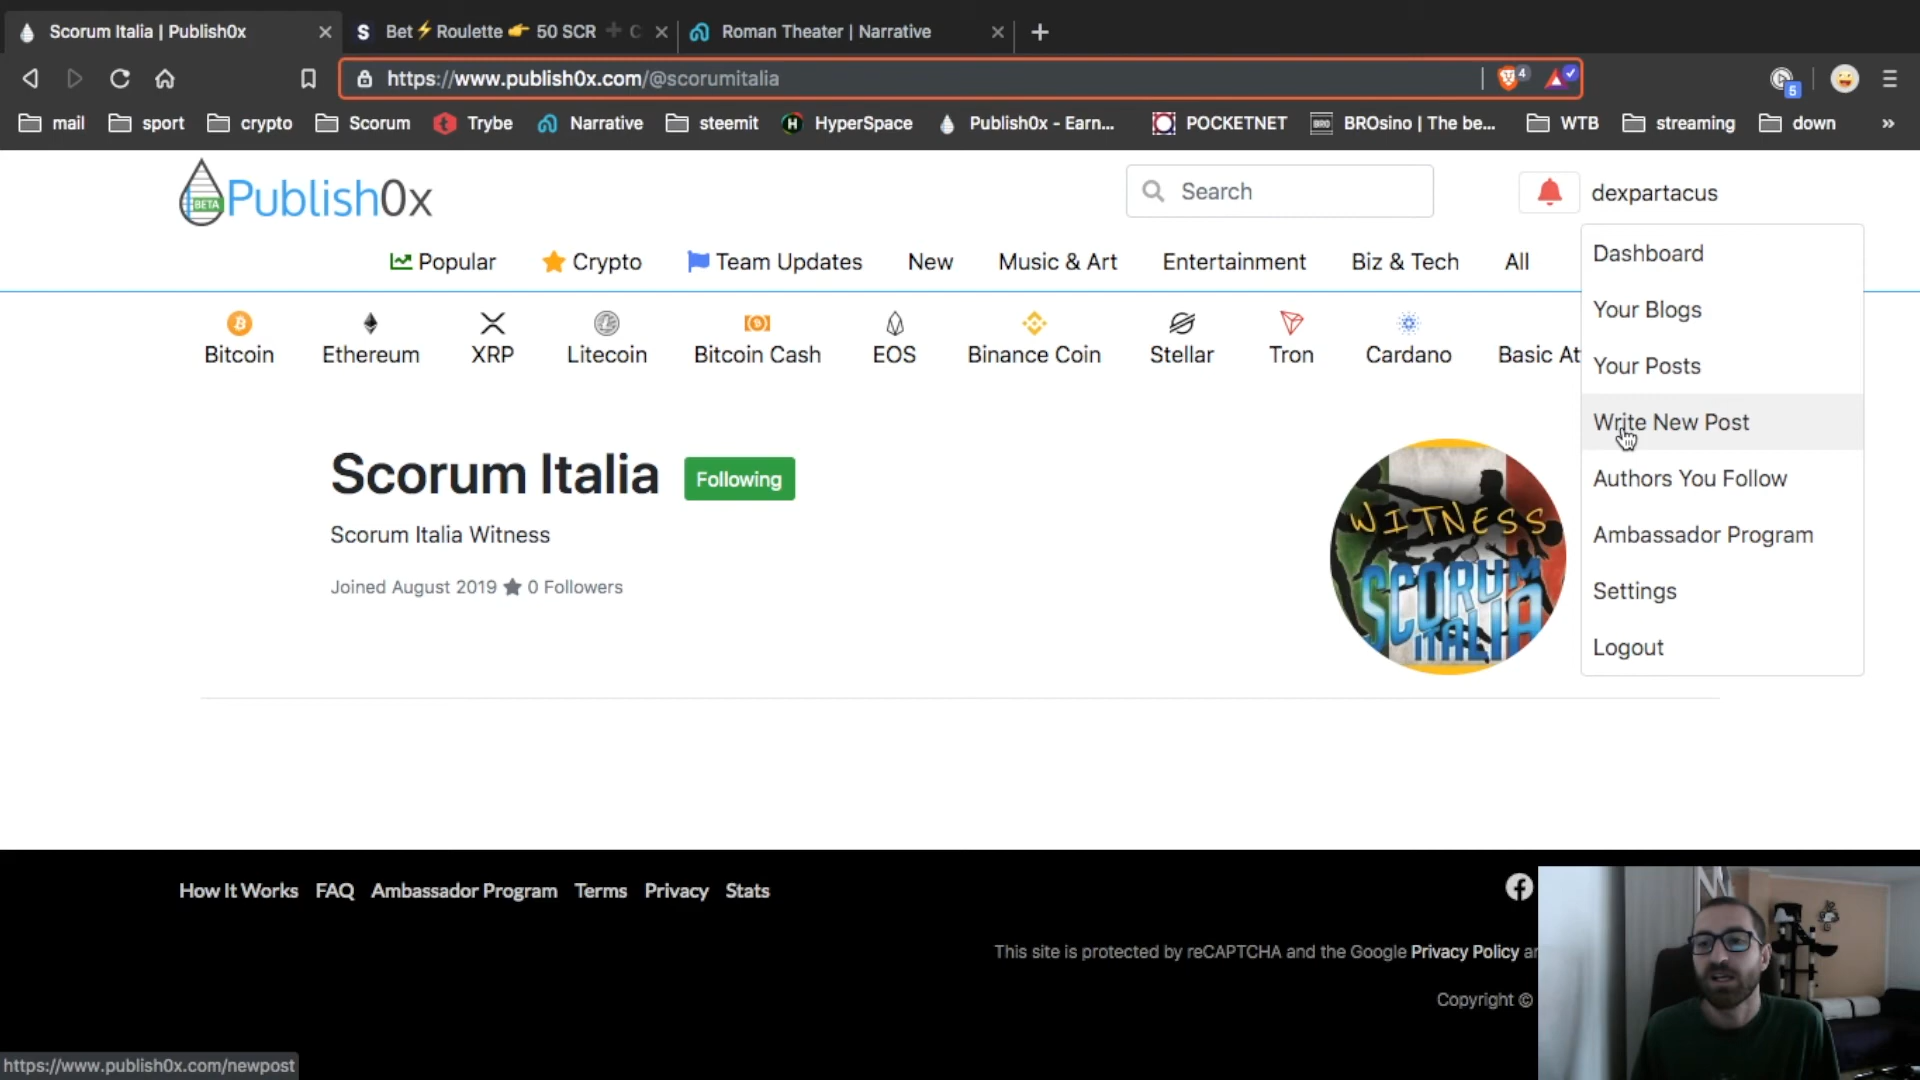 Scorum Italia | Publish0x
Bet⚡Roulette 👉 50 SCR ➕ C
Roman Theater | Narrative
https://www.publish0x.com/@scorumitalia
4
5
mail
sport
crypto
Scorum
Trybe
Narrative
steemit
HyperSpace
Publish0x - Earn...
POCKETNET
BROsino | The be...
WTB
streaming
down
»
BETA
Publish0x
Search
dexpartacus
Popular
Crypto
Team Updates
New
Music & Art
Entertainment
Biz & Tech
All
Bitcoin
Ethereum
XRP
Litecoin
Bitcoin Cash
EOS
Binance Coin
Stellar
Tron
Cardano
Basic At
Dashboard
Your Blogs
Your Posts
Write New Post
Authors You Follow
Ambassador Program
Settings
Logout
Scorum Italia
Following
Scorum Italia Witness
Joined August 2019 ★ 0 Followers
WITNESS
SCORUM
ITALIA
How It Works
FAQ
Ambassador Program
Terms
Privacy
Stats
This site is protected by reCAPTCHA and the Google Privacy Policy
Copyright ©
https://www.publish0x.com/newpost